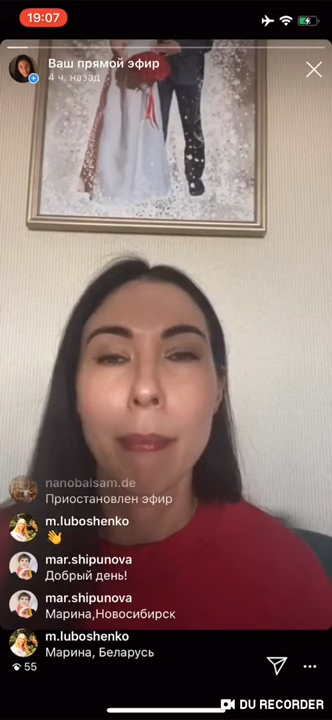 19:07
Ваш прямой эфир
4 ч. назад
nanobalsam.de
Приостановлен эфир
m.luboshenko
👋
mar.shipunova
Добрый день!
mar.shipunova
Марина,Новосибирск
m.luboshenko
Марина, Беларусь
55
DU RECORDER